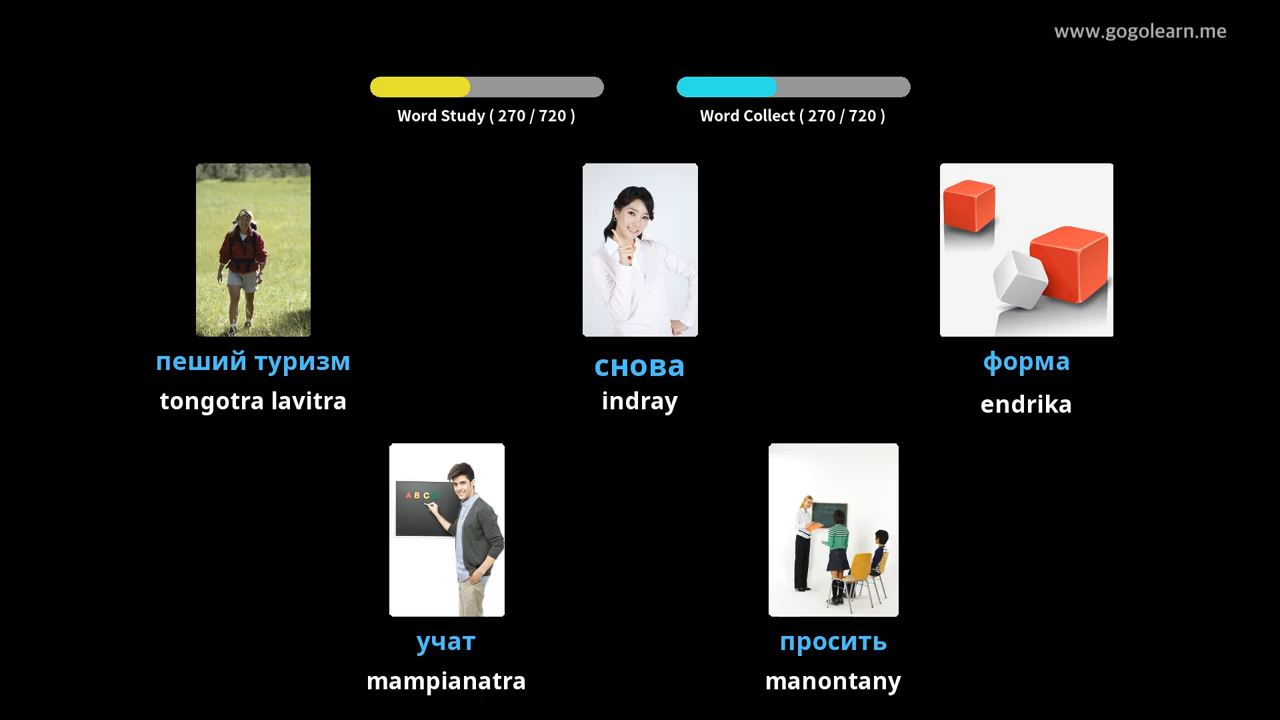 www.gogolearn.me
Word Study ( 270 / 720 )
Word Collect ( 270 / 720 )
пеший туризм
снова
форма
tongotra lavitra
indray
endrika
A B C
учат
просить
mampianatra
manontany